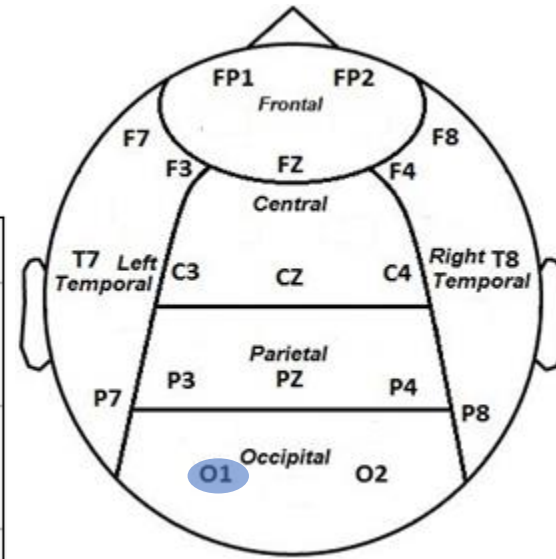 FP1 FP2
Frontal
F7 F8
F3 FZ F4
Central
T7 Left Right T8
Temporal C3 CZ C4 Temporal
Parietal
P7 P3 PZ P4 P8
Occipital
O1 O2